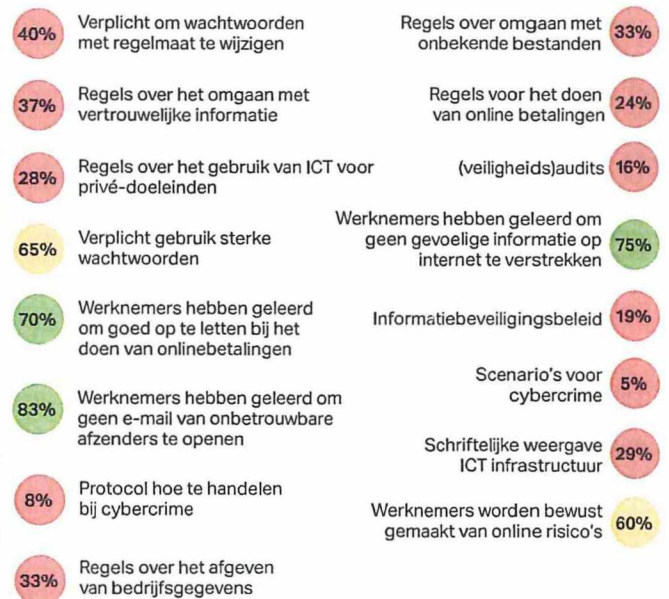 40%
Verplicht om wachtwoorden
met regelmaat te wijzigen
37%
Regels over het omgaan met
vertrouwelijke informatie
28%
Regels over het gebruik van ICT voor
privé-doeleinden
65%
Verplicht gebruik sterke
wachtwoorden
70%
Werknemers hebben geleerd
om goed op te letten bij het
doen van onlinebetalingen
83%
Werknemers hebben geleerd om
geen e-mail van onbetrouwbare
afzenders te openen
8%
Protocol hoe te handelen
bij cybercrime
33%
Regels over het afgeven
van bedrijfsgegevens
Regels over omgaan met
onbekende bestanden
33%
Regels voor het doen
van online betalingen
24%
(veiligheids)audits
16%
Werknemers hebben geleerd om
geen gevoelige informatie op
internet te verstrekken
75%
Informatiebeveiligingsbeleid
19%
Scenario's voor
cybercrime
5%
Schriftelijke weergave
ICT infrastructuur
29%
Werknemers worden bewust
gemaakt van online risico's
60%